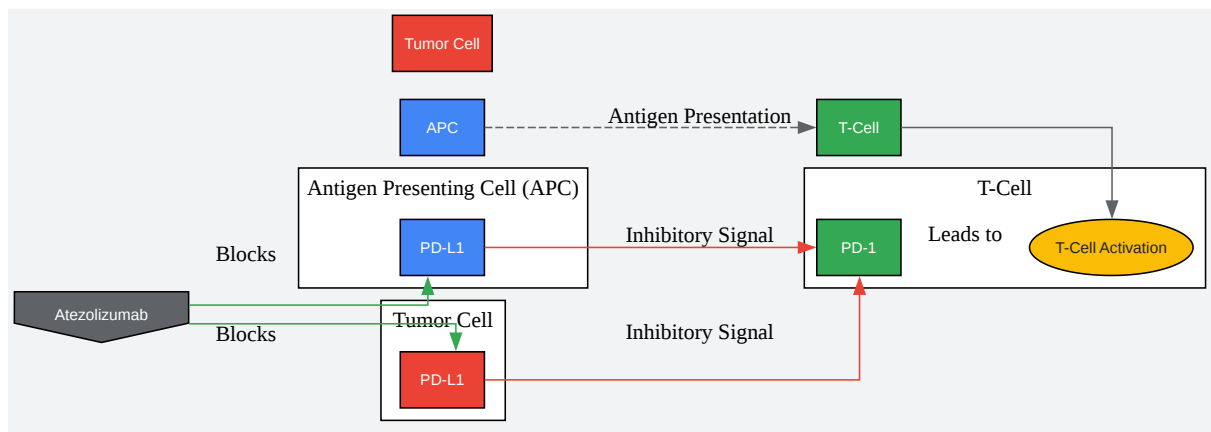 Tumor Cell
APC
Antigen Presentation
T-Cell
Antigen Presenting Cell (APC)
T-Cell
PD-L1
Inhibitory Signal
PD-1
Leads to
T-Cell Activation
Blocks
Atezolizumab
Blocks
Tumor Cell
Inhibitory Signal
PD-L1